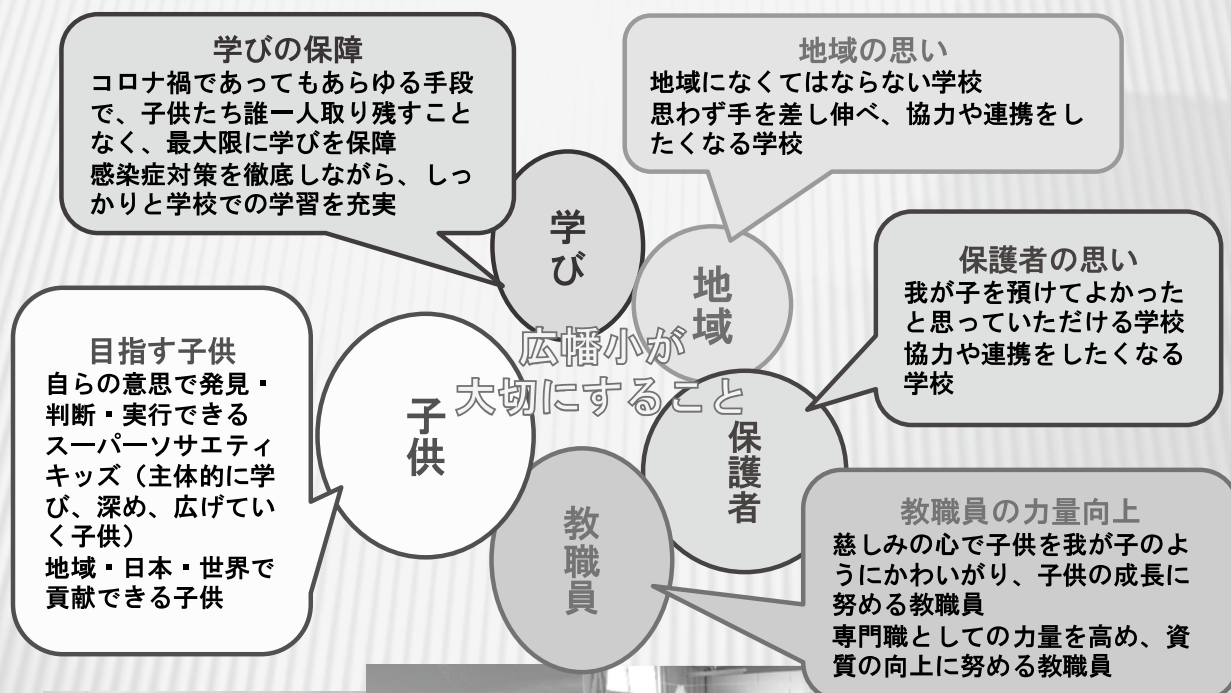 学びの保障
コロナ禍であってもあらゆる手段
で、子供たち誰一人取り残すこと
なく、最大限に学びを保障
感染症対策を徹底しながら、しっ
かりと学校での学習を充実
地域の思い
地域になくてはならない学校
思わず手を差し伸べ、協力や連携をし
たくなる学校
学び
地域
保護者の思い
我が子を預けてよかった
と思っていただける学校
協力や連携をしたくなる
学校
広幡小が
大切にすること
目指す子供
自らの意思で発見・
判断・実行できる
スーパーソサエティ
キッズ(主体的に学
び、深め、広げてい
く子供)
地域・日本・世界で
貢献できる子供
子供
保護者
教職員
教職員の力量向上
慈しみの心で子供を我が子のよ
うにかわいがり、子供の成長に
努める教職員
専門職としての力量を高め、資
質の向上に努める教職員